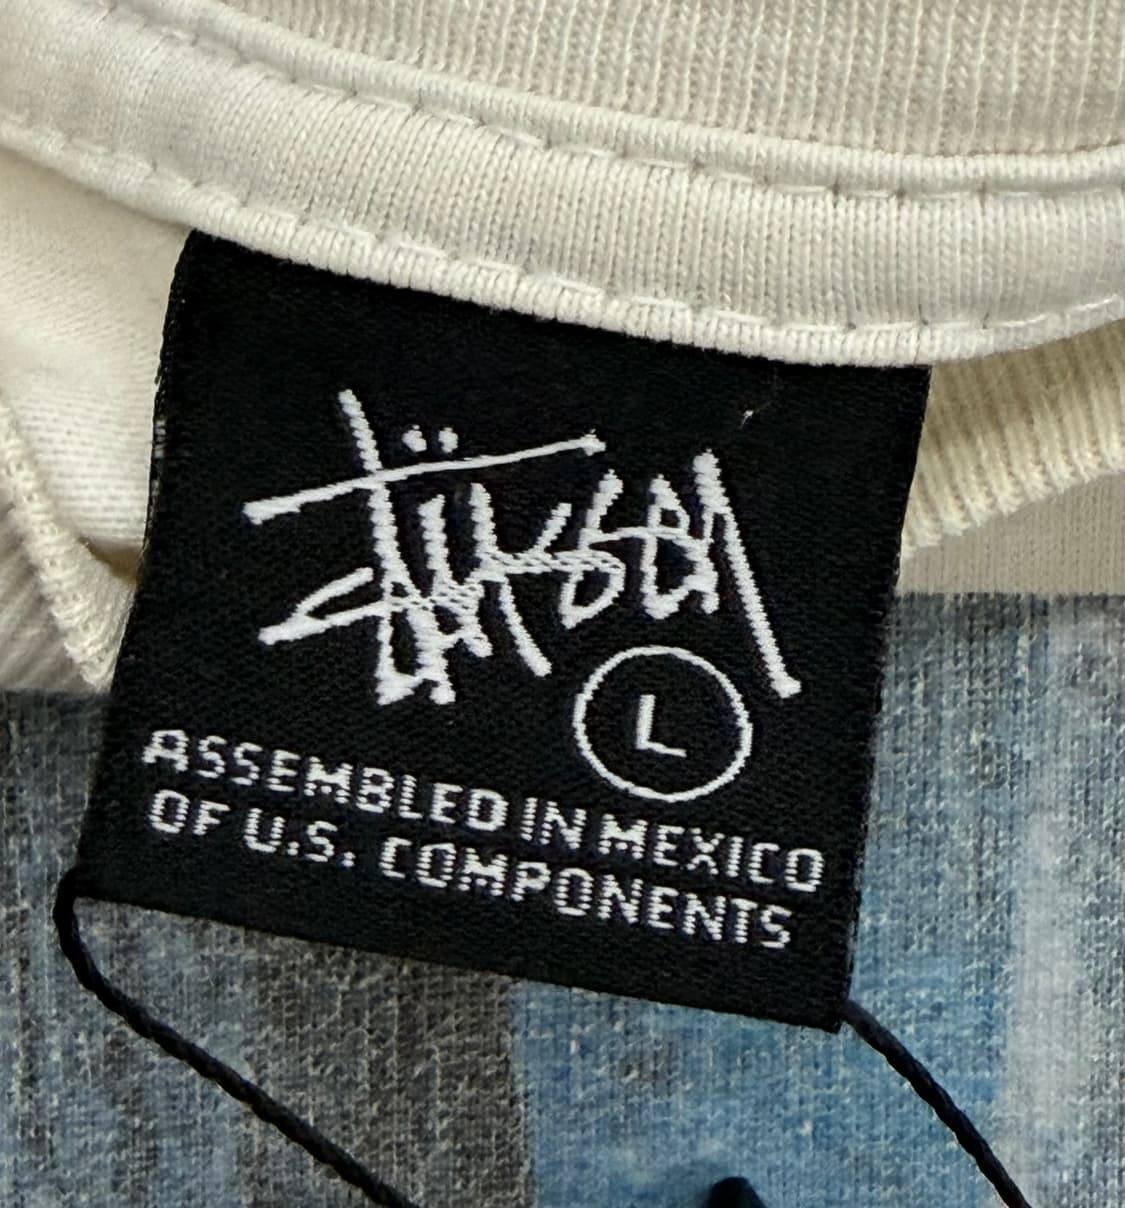 Stüssy
L
ASSEMBLED IN MEXICO
OF U.S. COMPONENTS